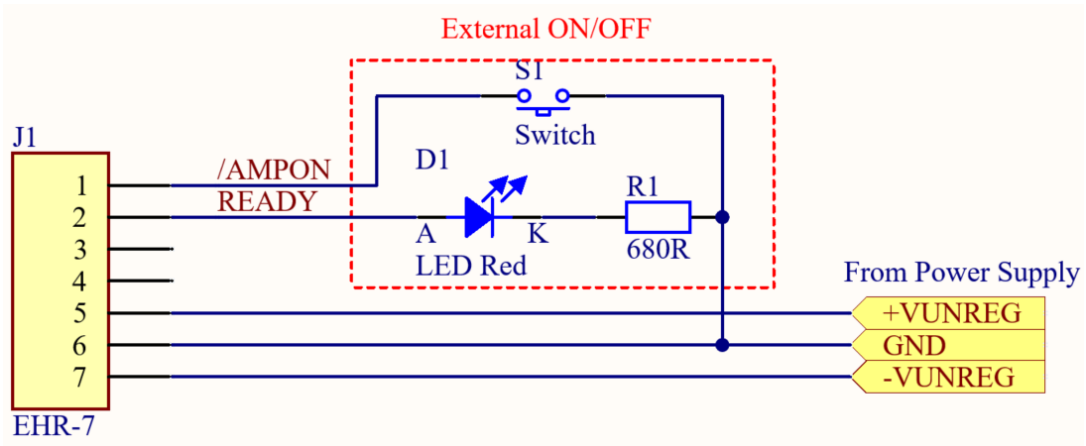 External ON/OFF
S1
Switch
J1
D1
/AMPON
1
READY
R1
2
A
K
680R
3
LED Red
4
From Power Supply
5
+VUNREG
6
GND
7
-VUNREG
EHR-7